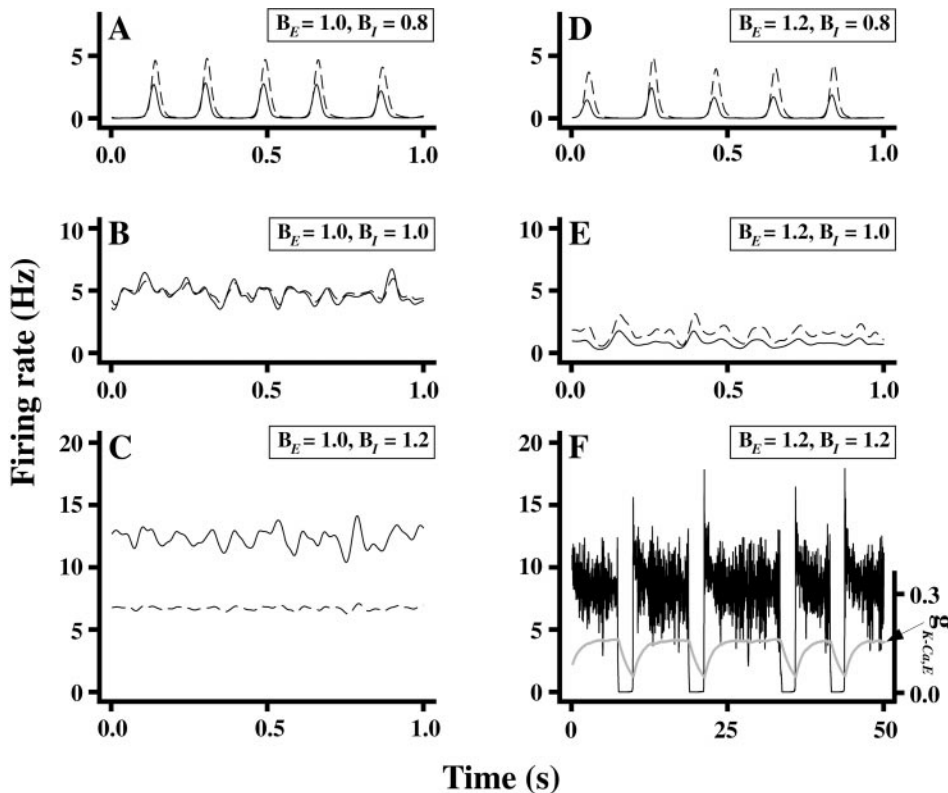 A
B_E = 1.0, B_I = 0.8
5
0
0.0 0.5 1.0
D
B_E = 1.2, B_I = 0.8
5
0
0.0 0.5 1.0
B
B_E = 1.0, B_I = 1.0
10
5
0
0.0 0.5 1.0
E
B_E = 1.2, B_I = 1.0
10
5
0
0.0 0.5 1.0
Firing rate (Hz)
C
B_E = 1.0, B_I = 1.2
20
15
10
5
0
0.0 0.5 1.0
F
B_E = 1.2, B_I = 1.2
20
15
10
5
0
0 25 50
0.3
0.0
g_K-Ca,E
Time (s)